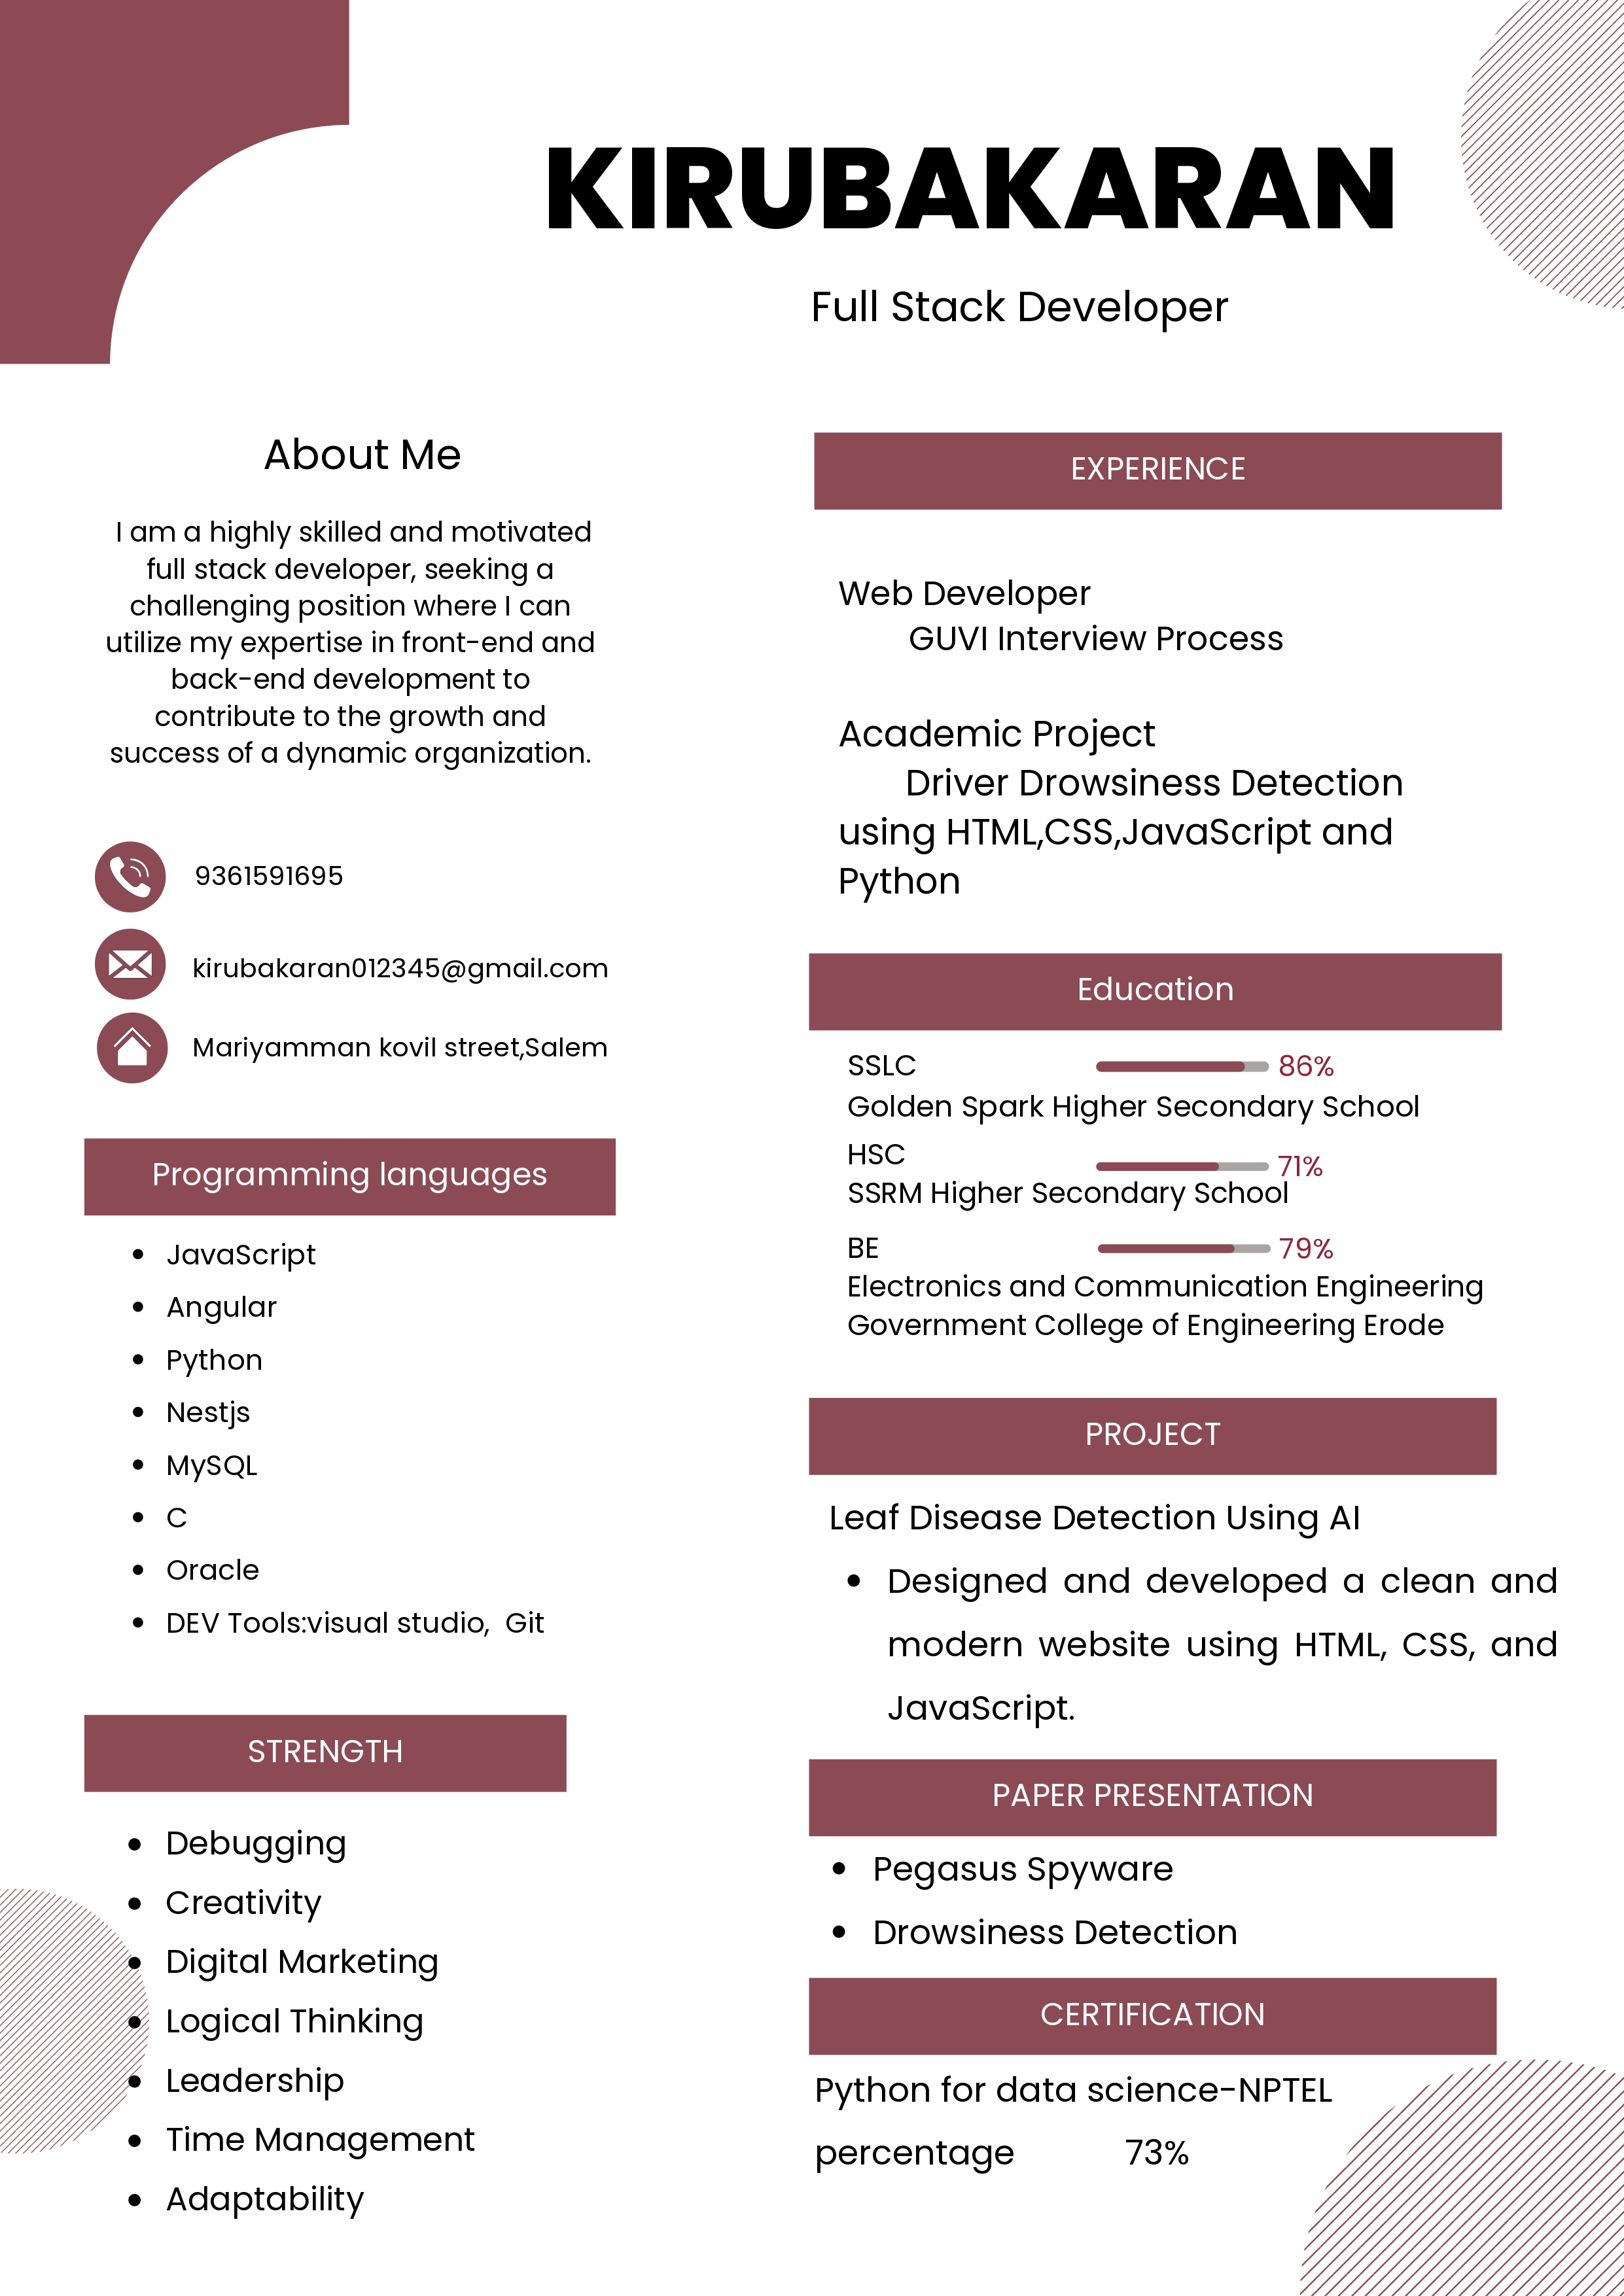 KIRUBAKARAN
Full Stack Developer
About Me
I am a highly skilled and motivated
full stack developer, seeking a
challenging position where I can
utilize my expertise in front-end and
back-end development to
contribute to the growth and
success of a dynamic organization.
9361591695
kirubakaran012345@gmail.com
Mariyamman kovil street,Salem
Programming languages
JavaScript
Angular
Python
Nestjs
MySQL
C
Oracle
DEV Tools:visual studio, Git
STRENGTH
Debugging
Creativity
Digital Marketing
Logical Thinking
Leadership
Time Management
Adaptability
EXPERIENCE
Web Developer
GUVI Interview Process
Academic Project
Driver Drowsiness Detection
using HTML,CSS,JavaScript and
Python
Education
SSLC 86%
Golden Spark Higher Secondary School
HSC 71%
SSRM Higher Secondary School
BE 79%
Electronics and Communication Engineering
Government College of Engineering Erode
PROJECT
Leaf Disease Detection Using AI
Designed and developed a clean and
modern website using HTML, CSS, and
JavaScript.
PAPER PRESENTATION
Pegasus Spyware
Drowsiness Detection
CERTIFICATION
Python for data science-NPTEL
percentage 73%